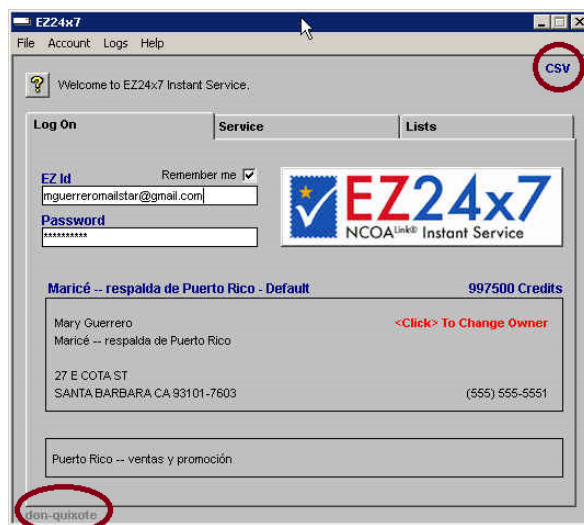 EZ24x7
File Account Logs Help
CSV
Welcome to EZ24x7 Instant Service.
Log On Service Lists
EZ Id Remember me
mguerreromailstar@gmail.com
Password
**********
EZ24x7
NCOALink® Instant Service
Maricé -- respalda de Puerto Rico - Default 997500 Credits
Mary Guerrero <Click> To Change Owner
Maricé -- respalda de Puerto Rico
27 E COTA ST
SANTA BARBARA CA 93101-7603 (555) 555-5551
Puerto Rico -- ventas y promoción
don-quixote